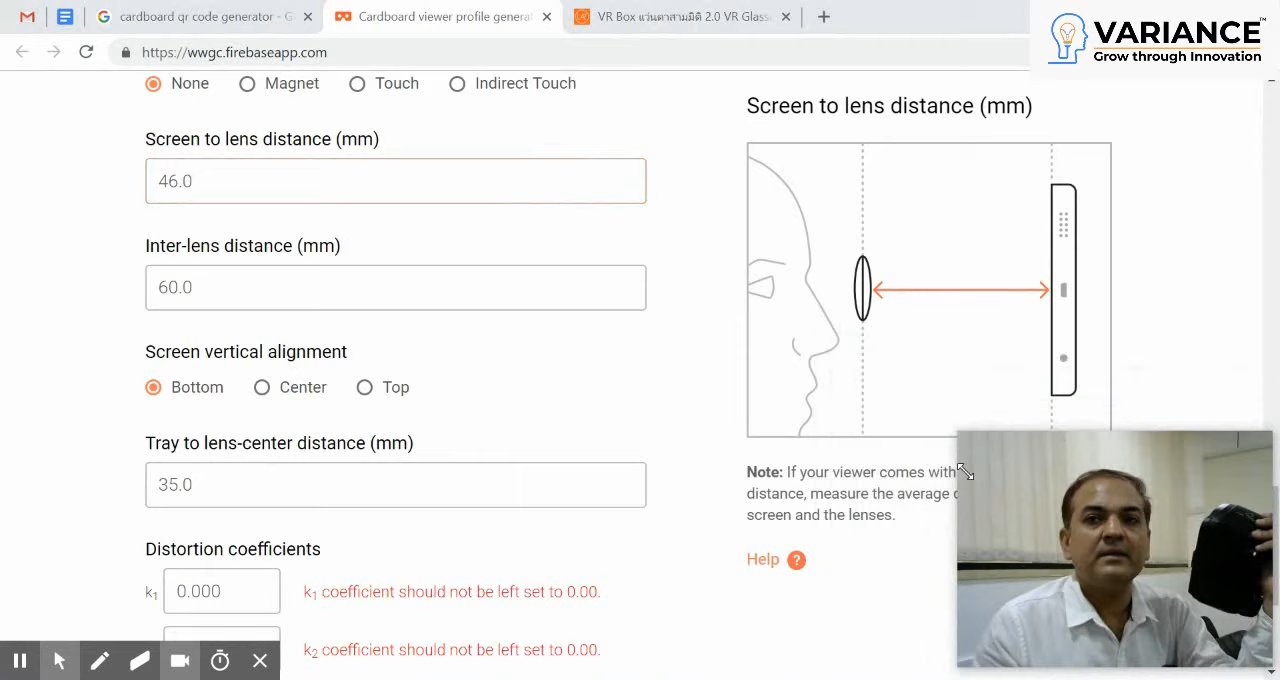 cardboard qr code generator - G
Cardboard viewer profile generat
VR Box แว่นตาสามมิติ 2.0 VR Glass
VARIANCE™
Grow through Innovation
https://wwgc.firebaseapp.com
None
Magnet
Touch
Indirect Touch
Screen to lens distance (mm)
46.0
Inter-lens distance (mm)
60.0
Screen vertical alignment
Bottom
Center
Top
Tray to lens-center distance (mm)
35.0
Distortion coefficients
k1
0.000
k1 coefficient should not be left set to 0.00.
k2 coefficient should not be left set to 0.00.
Screen to lens distance (mm)
Note: If your viewer comes with
distance, measure the average
screen and the lenses.
Help ?